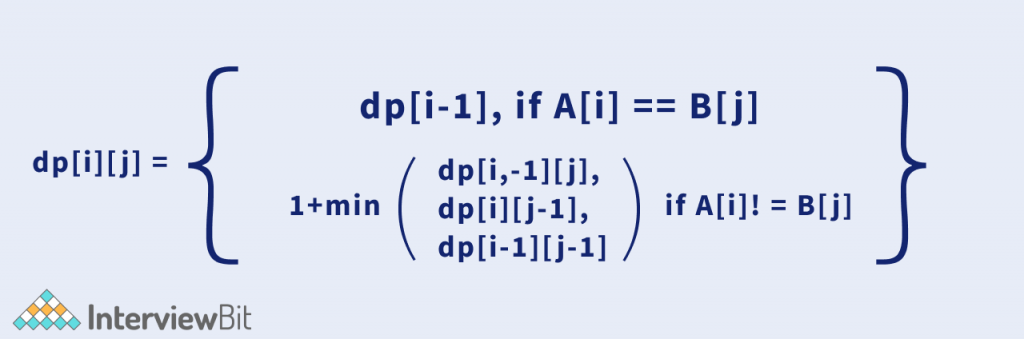 dp[i-1], if A[i] == B[j]
dp[i][j] =
1+min
dp[i,-1][j],
dp[i][j-1],
dp[i-1][j-1]
if A[i]! = B[j]
InterviewBit